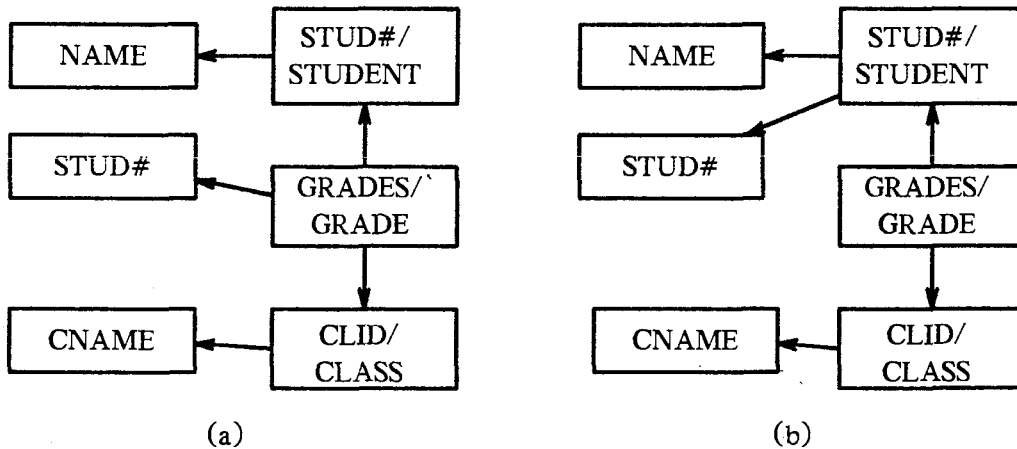 NAME
STUD#/
STUDENT
STUD#
GRADES/
GRADE
CNAME
CLID/
CLASS
(a)
NAME
STUD#/
STUDENT
STUD#
GRADES/
GRADE
CNAME
CLID/
CLASS
(b)